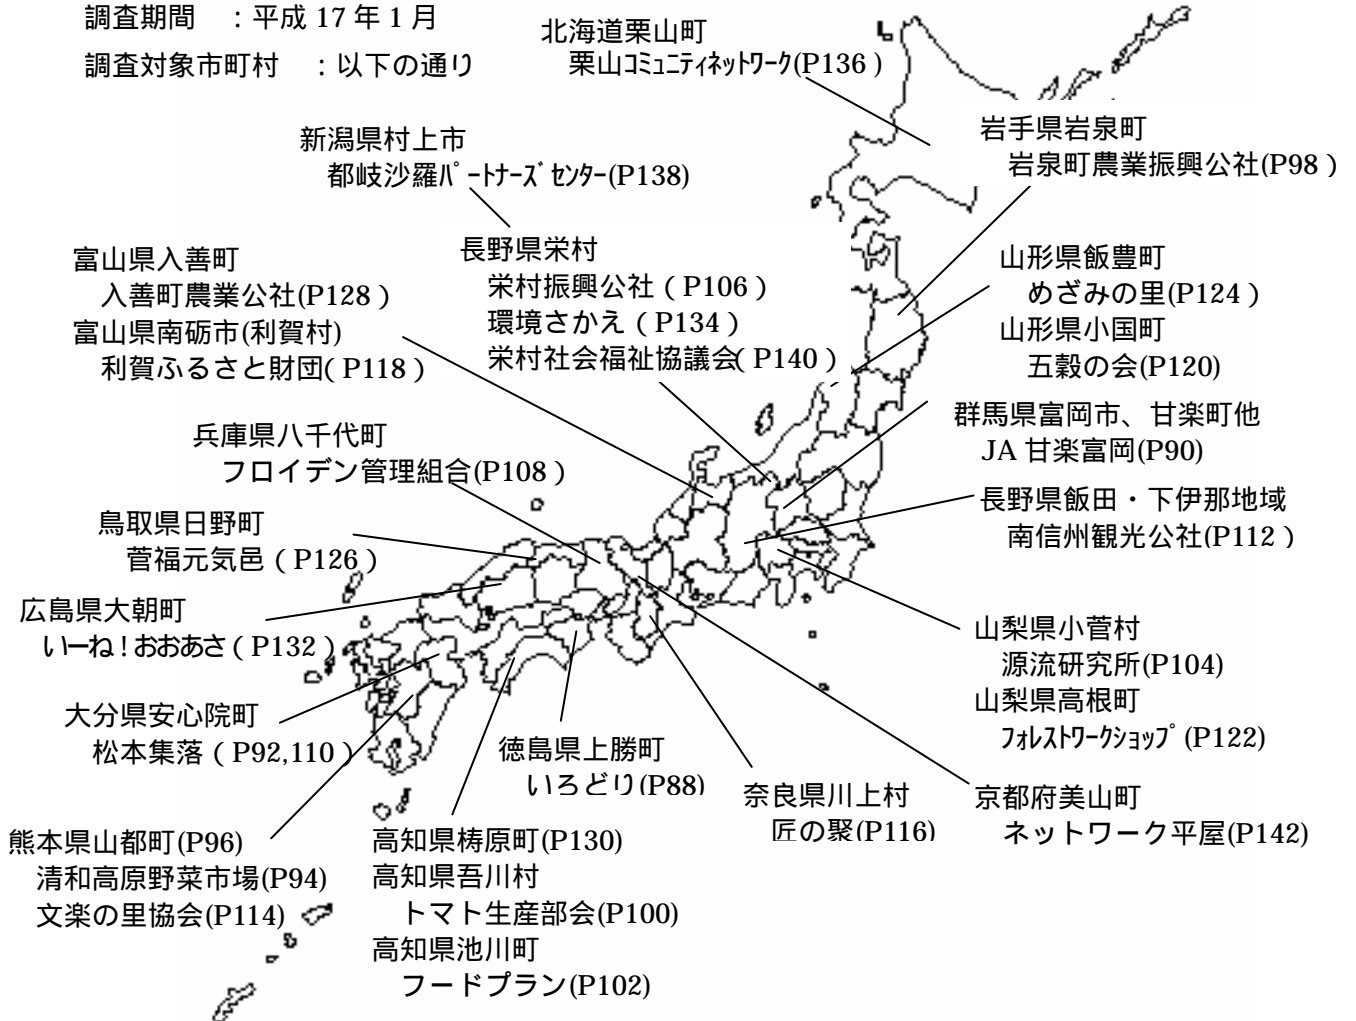 調査期間　：平成 17 年 1 月
調査対象市町村　：以下の通り
北海道栗山町
栗山ｺﾐｭﾆﾃｨﾈｯﾄﾜｰｸ(P136 )
岩手県岩泉町
岩泉町農業振興公社(P98 )
新潟県村上市
都岐沙羅ﾊﾟｰﾄﾅｰｽﾞｾﾝﾀｰ(P138)
長野県栄村
栄村振興公社 ( P106 )
環境さかえ ( P134 )
栄村社会福祉協議会( P140 )
富山県入善町
入善町農業公社(P128 )
富山県南砺市(利賀村)
利賀ふるさと財団( P118 )
山形県飯豊町
めざみの里(P124 )
山形県小国町
五穀の会(P120)
群馬県富岡市、甘楽町他
JA 甘楽富岡(P90)
兵庫県八千代町
フロイデン管理組合(P108 )
長野県飯田・下伊那地域
南信州観光公社(P112 )
鳥取県日野町
菅福元気邑 ( P126 )
広島県大朝町
いーね！おおあさ ( P132 )
山梨県小菅村
源流研究所(P104)
山梨県高根町
ﾌｫﾚｽﾄﾜｰｸｼｮｯﾌﾟ(P122)
大分県安心院町
松本集落 ( P92,110 )
徳島県上勝町
いろどり(P88)
奈良県川上村
匠の聚(P116)
京都府美山町
ネットワーク平屋(P142)
熊本県山都町(P96)
清和高原野菜市場(P94)
文楽の里協会(P114)
高知県梼原町(P130)
高知県吾川村
トマト生産部会(P100)
高知県池川町
フードプラン(P102)